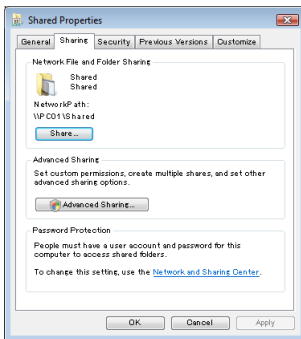 Shared Properties
General Sharing Security Previous Versions Customize
Network File and Folder Sharing
Shared
Shared
Network Path:
\\PC01\Shared
Share...
Advanced Sharing
Set custom permissions, create multiple shares, and set other
advanced sharing options.
Advanced Sharing...
Password Protection
People must have a user account and password for this
computer to access shared folders.
To change this setting, use the Network and Sharing Center.
OK Cancel Apply